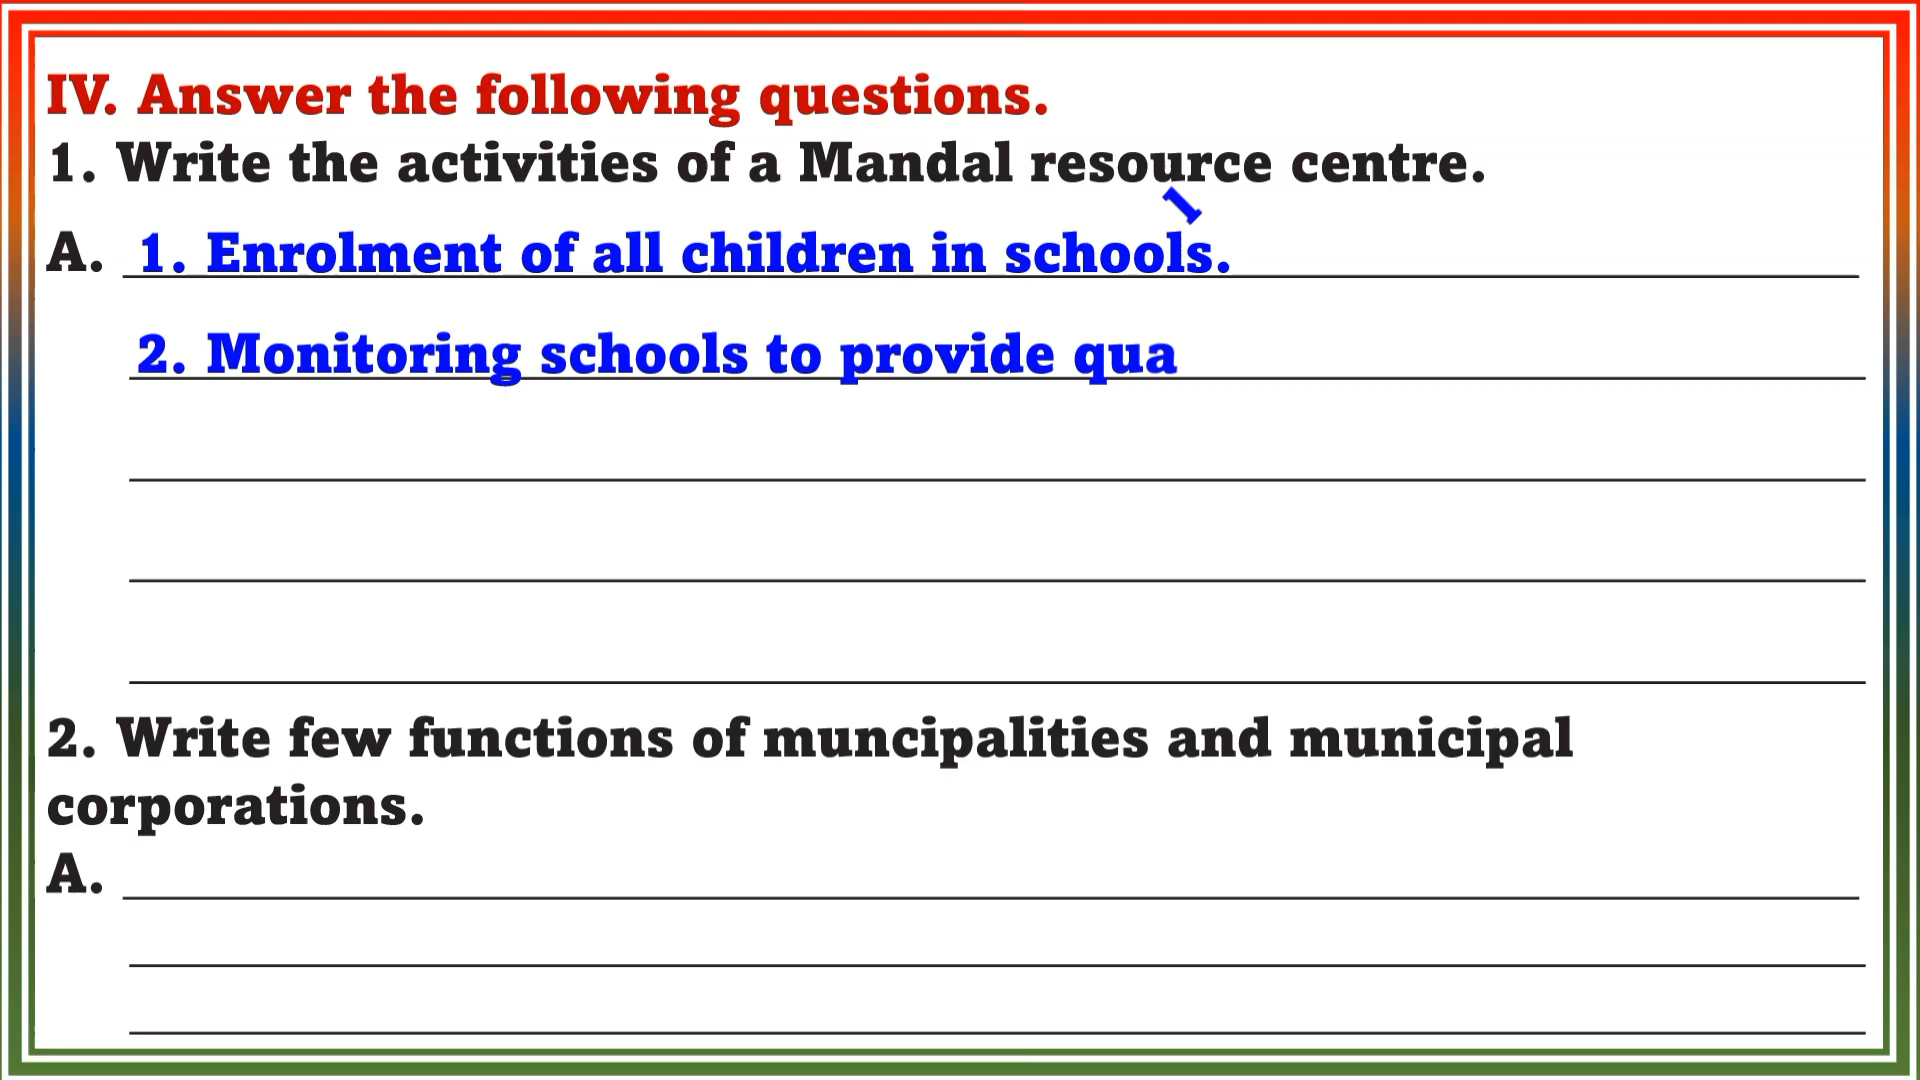 IV. Answer the following questions.
1. Write the activities of a Mandal resource centre.
A. 1. Enrolment of all children in schools.
2. Monitoring schools to provide qua
2. Write few functions of muncipalities and municipal
corporations.
A.